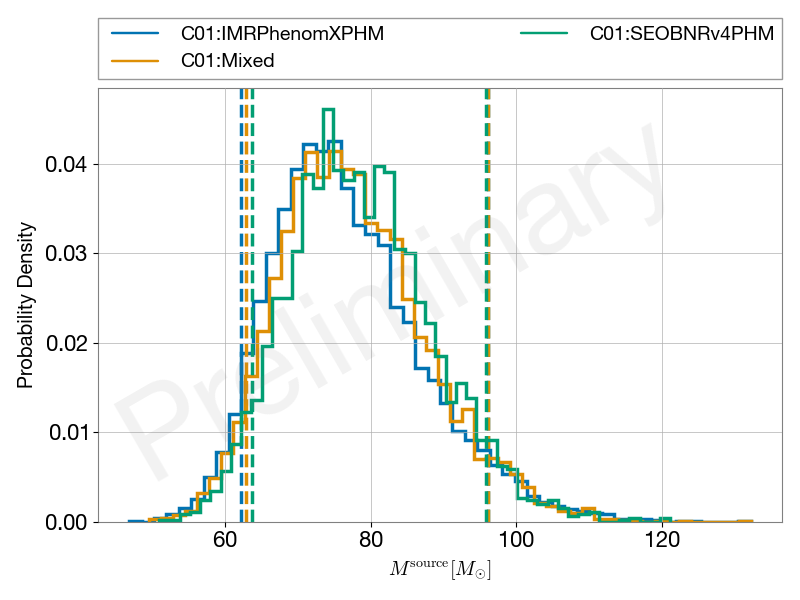 C01:IMRPhenomXPHM
C01:SEOBNRv4PHM
C01:Mixed
Preliminary
Probability Density
0.04
0.03
0.02
0.01
0.00
60
80
100
120
M^source[M_⊙]